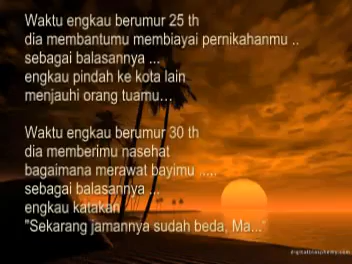 Waktu engkau berumur 25 th
dia membantumu membiayai pernikahanmu ..
sebagai balasannya ...
engkau pindah ke kota lain
menjauhi orang tuamu...
Waktu engkau berumur 30 th
dia memberimu nasehat
bagaimana merawat bayimu .....
sebagai balasannya ...
engkau katakan
"Sekarang jamannya sudah beda, Ma..."
digitalblasphemy.com